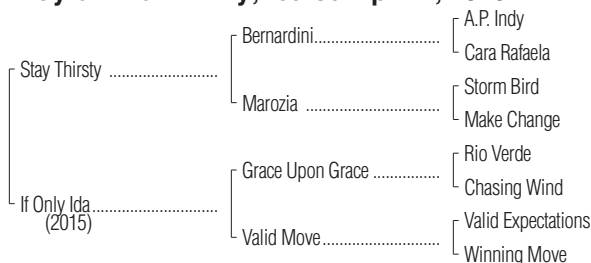 A.P. Indy
Bernardini
Cara Rafaela
Stay Thirsty
Storm Bird
Marozia
Make Change
Rio Verde
Grace Upon Grace
Chasing Wind
If Only Ida
(2015)
Valid Expectations
Valid Move
Winning Move